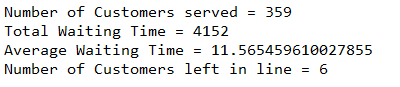 Number of Customers served = 359
Total Waiting Time = 4152
Average Waiting Time = 11.565459610027855
Number of Customers left in line = 6